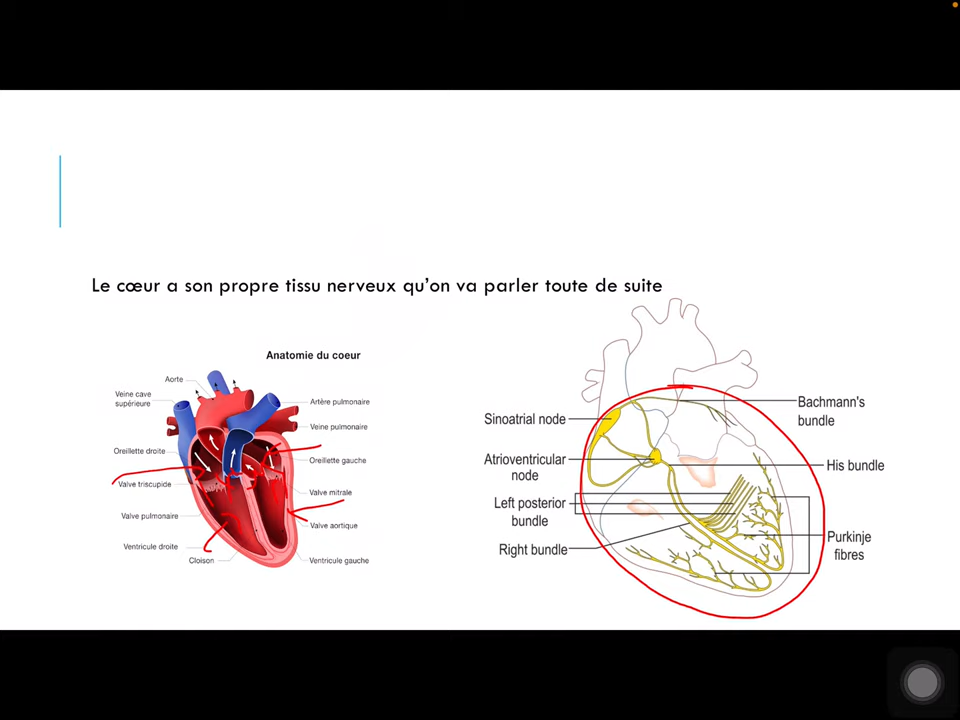 Le cœur a son propre tissu nerveux qu'on va parler toute de suite
Anatomie du coeur
Aorte
Veine cave
supérieure
Oreillette droite
Valve triscupide
Valve pulmonaire
Ventricule droite
Cloison
Artère pulmonaire
Veine pulmonaire
Oreillette gauche
Valve mitrale
Valve aortique
Ventricule gauche
Sinoatrial node
Atrioventricular
node
Left posterior
bundle
Right bundle
Bachmann's
bundle
His bundle
Purkinje
fibres